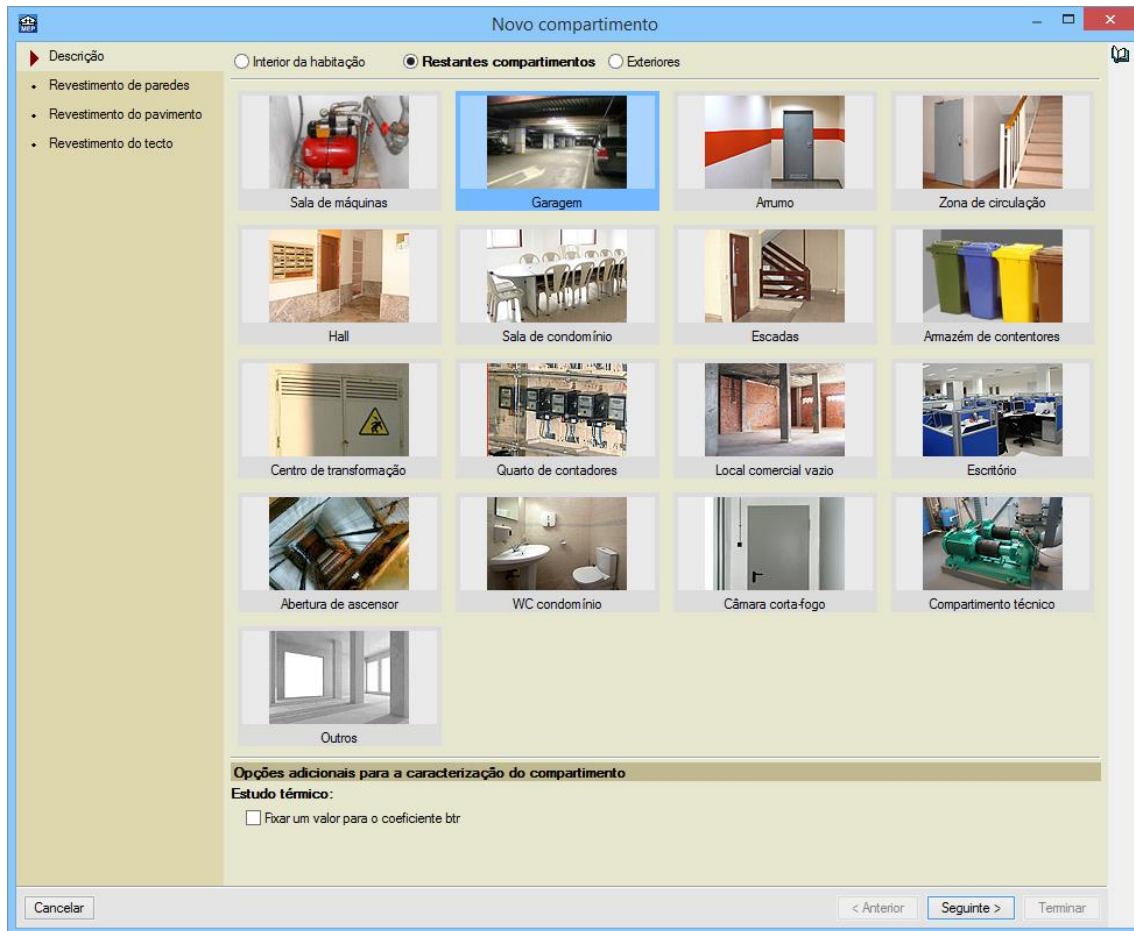 MEP
Novo compartimento
Descrição
Revestimento de paredes
Revestimento do pavimento
Revestimento do tecto
Interior da habitação Restantes compartimentos Exteriores
Sala de máquinas Garagem Arrumo Zona de circulação
Hall Sala de condomínio Escadas Armazém de contentores
Centro de transformação Quarto de contadores Local comercial vazio Escritório
Abertura de ascensor WC condomínio Câmara corta-fogo Compartimento técnico
Outros
Opções adicionais para a caracterização do compartimento
Estudo térmico:
Fixar um valor para o coeficiente btr
Cancelar < Anterior Seguinte > Terminar